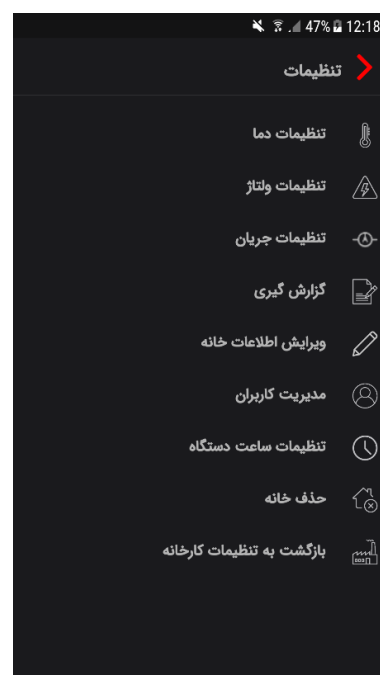 47% 12:18
تنظیمات
تنظیمات دما
تنظیمات ولتاژ
تنظیمات جریان
گزارش گیری
ویرایش اطلاعات خانه
مدیریت کاربران
تنظیمات ساعت دستگاه
حذف خانه
بازگشت به تنظیمات کارخانه